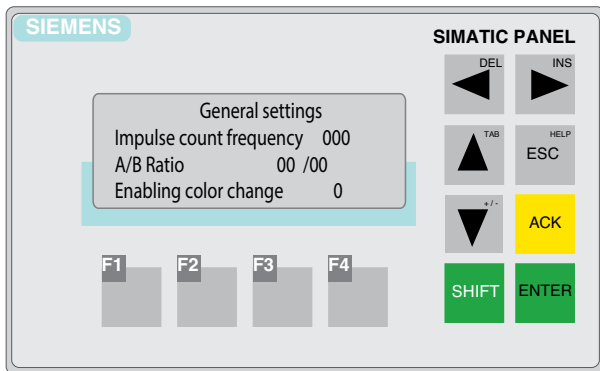 SIEMENS
SIMATIC PANEL
DEL
INS
General settings
Impulse count frequency 000
A/B Ratio 00 /00
Enabling color change 0
TAB
HELP
ESC
+ / -
ACK
F1 F2 F3 F4
SHIFT ENTER